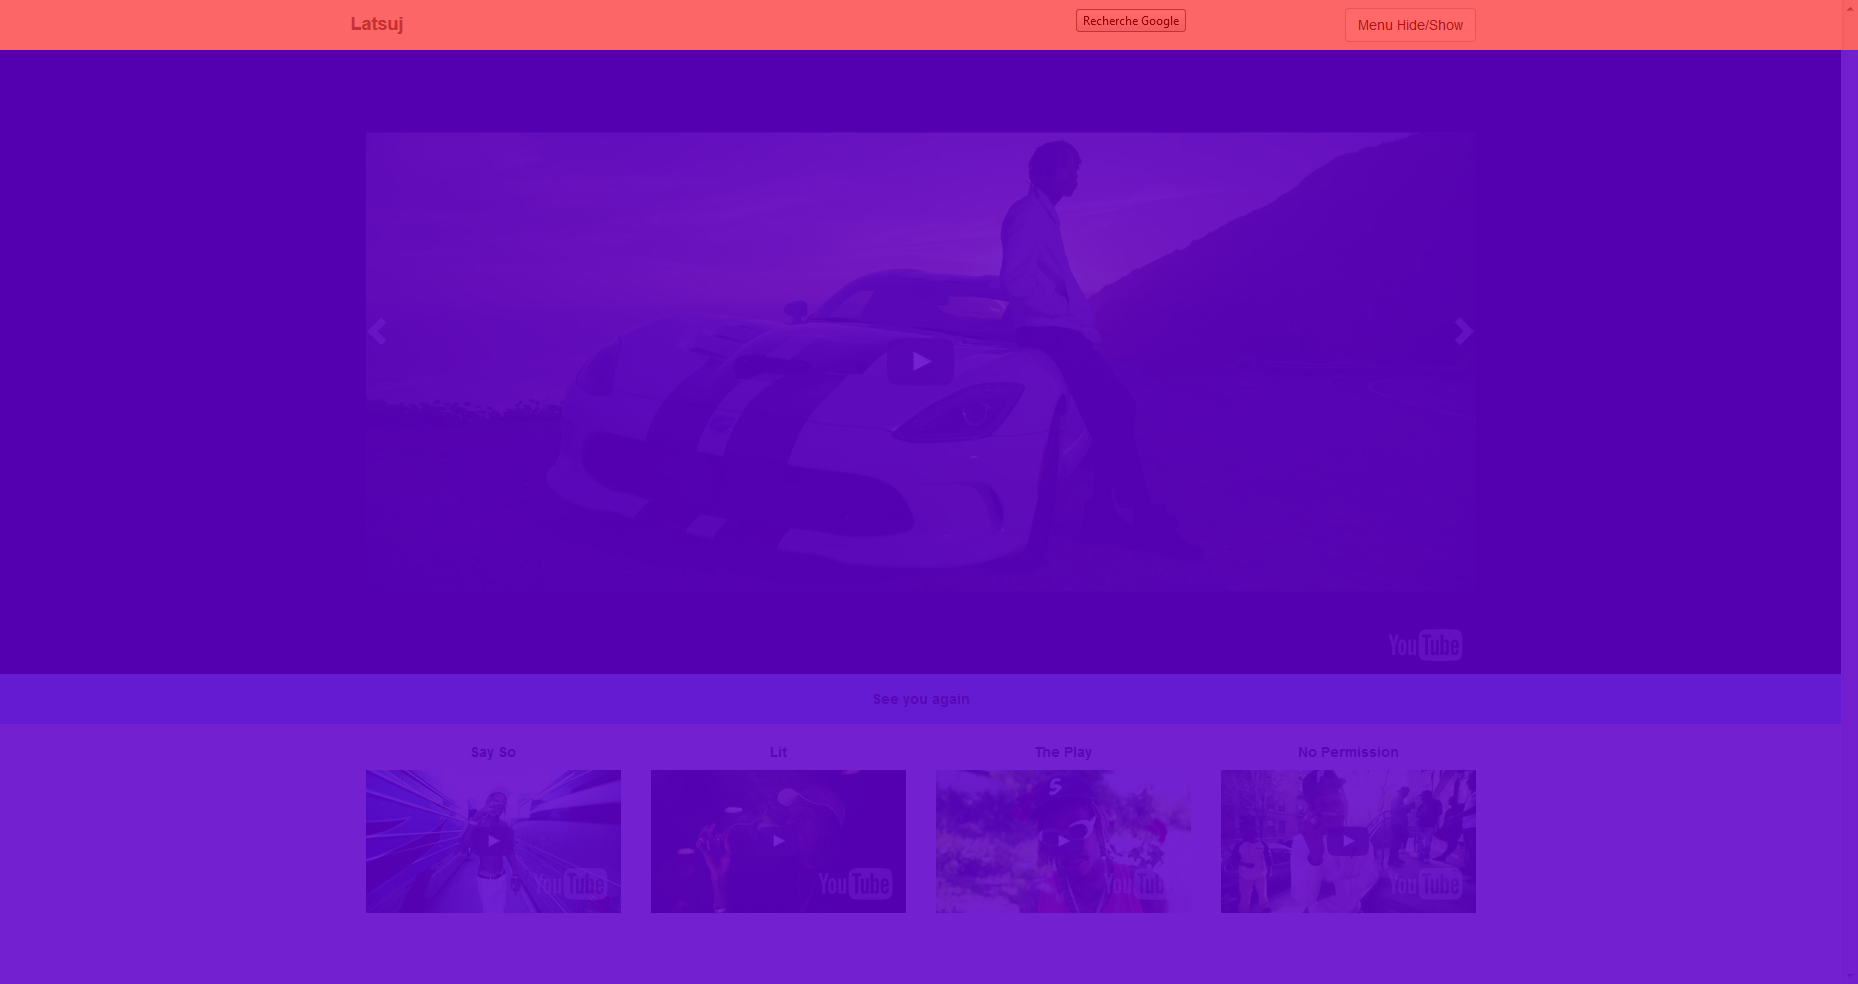 Latsuj
Recherche Google
Menu Hide/Show
YouTube
See you again
Say So
Lit
The Play
No Permission
S
YouTube
YouTube
YouTub
YouTube